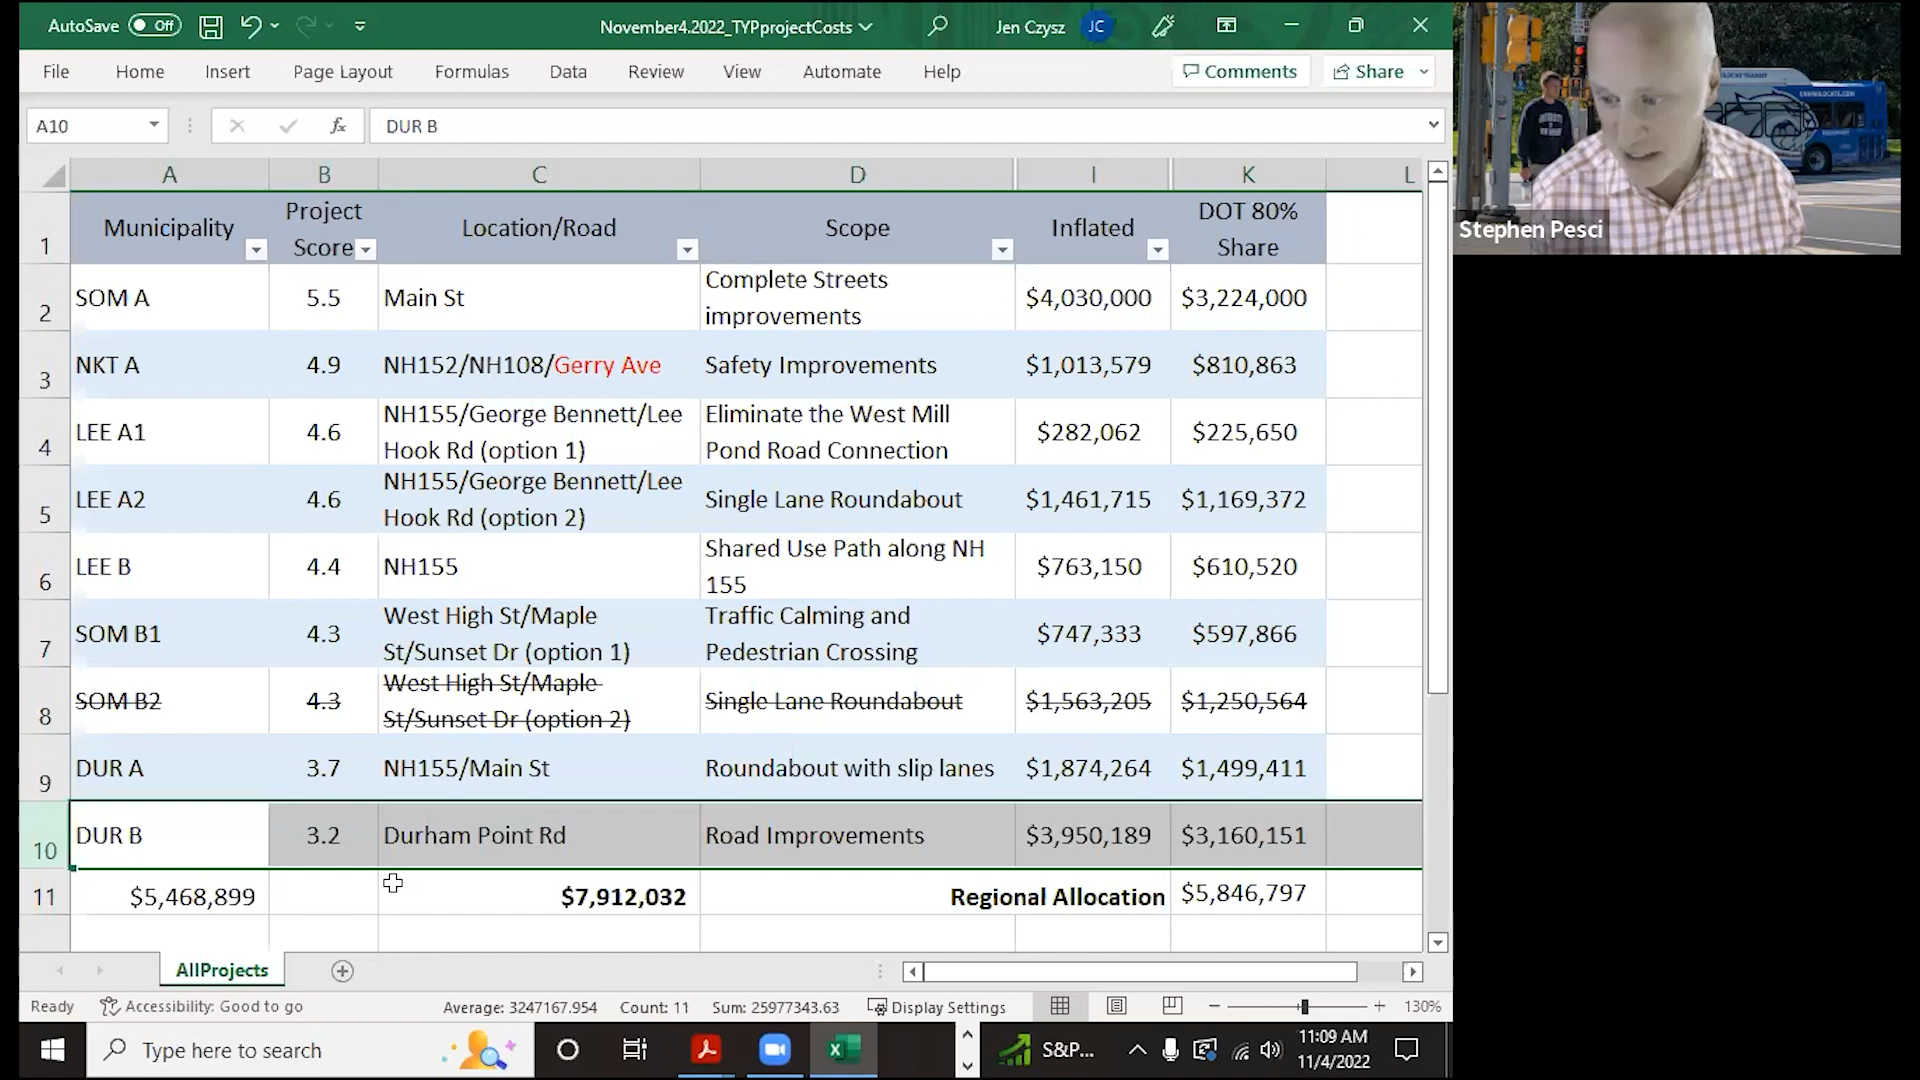 AutoSave Off November4.2022_TYPprojectCosts Jen Czysz JC
File Home Insert Page Layout Formulas Data Review View Automate Help Comments Share
A10 fx DUR B
A B C D I K L
1 Municipality Project Score Location/Road Scope Inflated DOT 80% Share
2 SOM A 5.5 Main St Complete Streets improvements $4,030,000 $3,224,000
3 NKT A 4.9 NH152/NH108/Gerry Ave Safety Improvements $1,013,579 $810,863
4 LEE A1 4.6 NH155/George Bennett/Lee Hook Rd (option 1) Eliminate the West Mill Pond Road Connection $282,062 $225,650
5 LEE A2 4.6 NH155/George Bennett/Lee Hook Rd (option 2) Single Lane Roundabout $1,461,715 $1,169,372
6 LEE B 4.4 NH155 Shared Use Path along NH 155 $763,150 $610,520
7 SOM B1 4.3 West High St/Maple St/Sunset Dr (option 1) Traffic Calming and Pedestrian Crossing $747,333 $597,866
8 SOM B2 4.3 West High St/Maple St/Sunset Dr (option 2) Single Lane Roundabout $1,563,205 $1,250,564
9 DUR A 3.7 NH155/Main St Roundabout with slip lanes $1,874,264 $1,499,411
10 DUR B 3.2 Durham Point Rd Road Improvements $3,950,189 $3,160,151
11 $5,468,899 $7,912,032 Regional Allocation $5,846,797
AllProjects
Ready Accessibility: Good to go Average: 3247167.954 Count: 11 Sum: 25977343.63 Display Settings 130%
Type here to search S&P... 11:09 AM
11/4/2022
Stephen Pesci